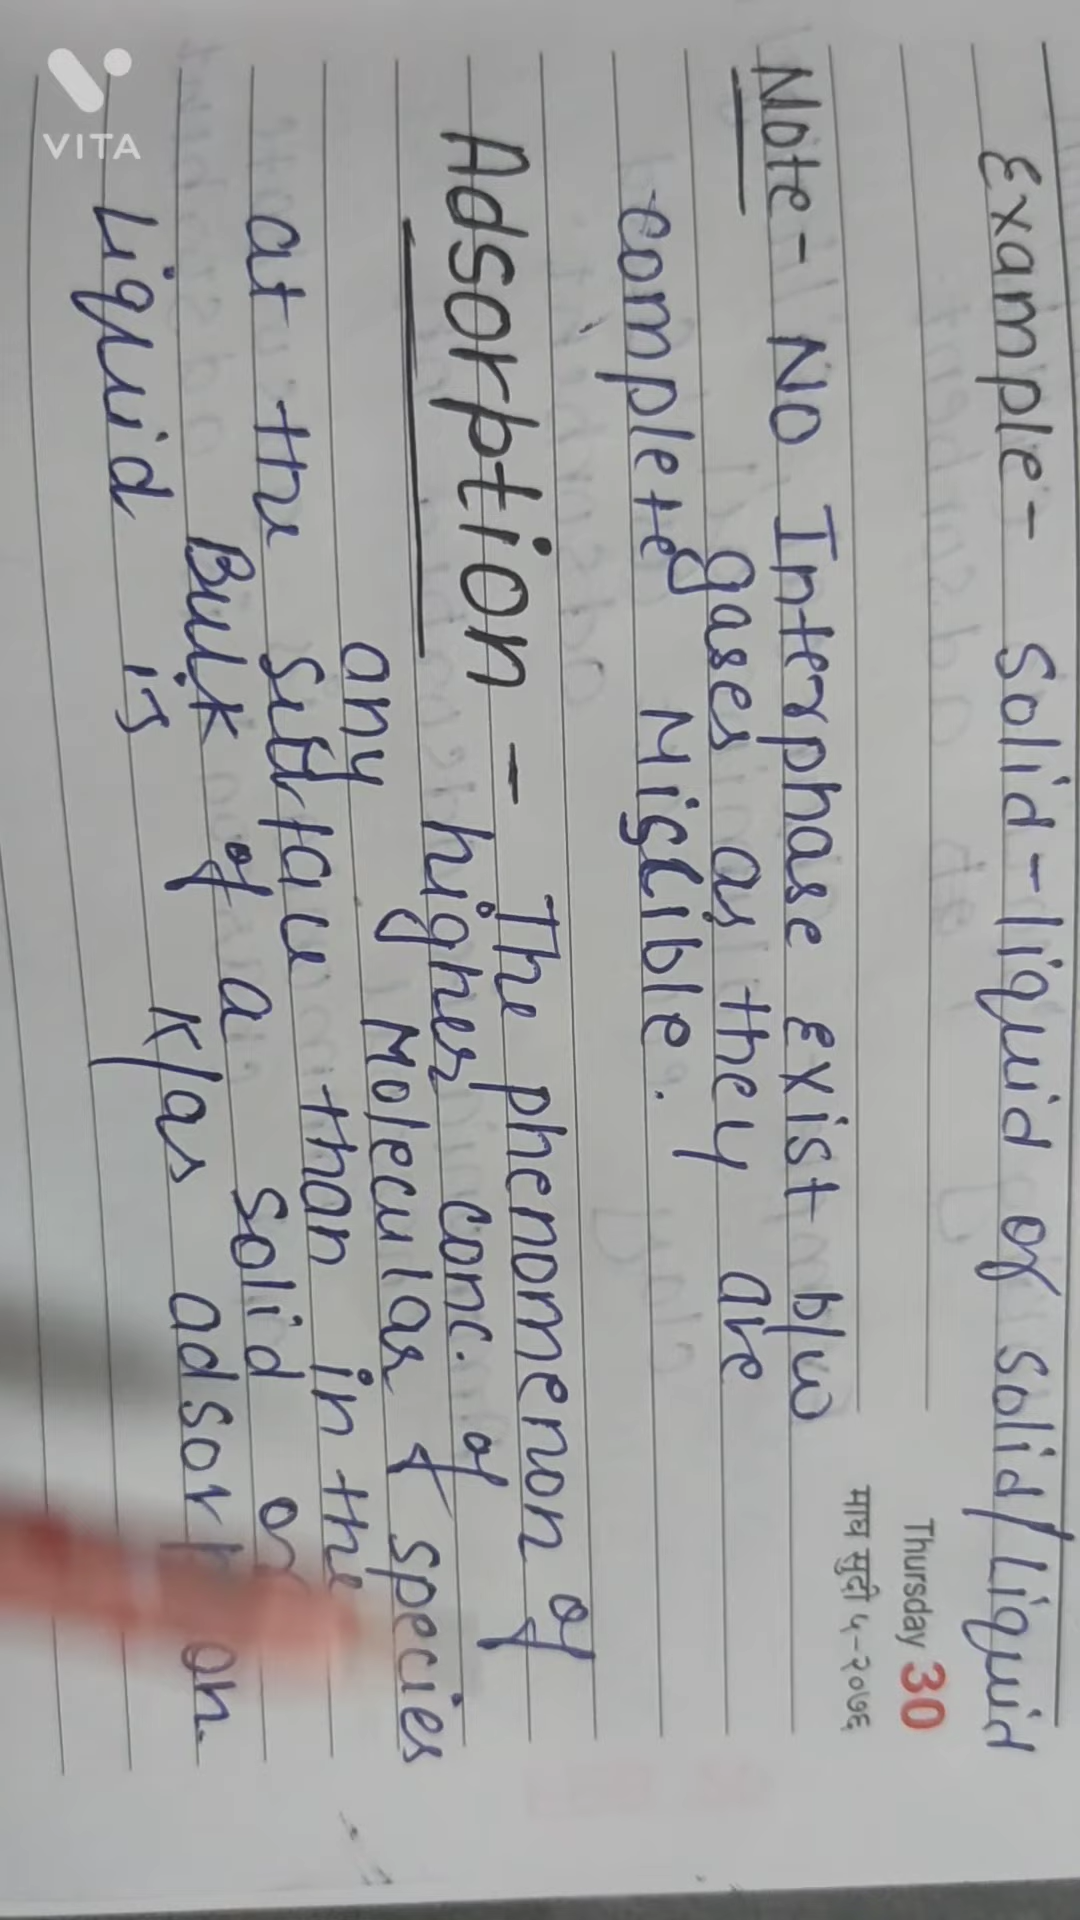 Example- Solid-liquid or solid/Liquid
Thursday 30
माघ सुदी ५-२०७६
Note- No Interphase Exist b/w
gases as they are
complete Miscible.
Adsorption - The phenomenon of
higher conc. of
any Molecular & species
at the surface than in the
Bulk of a solid or
Liquid is K/as adsorption.
VITA